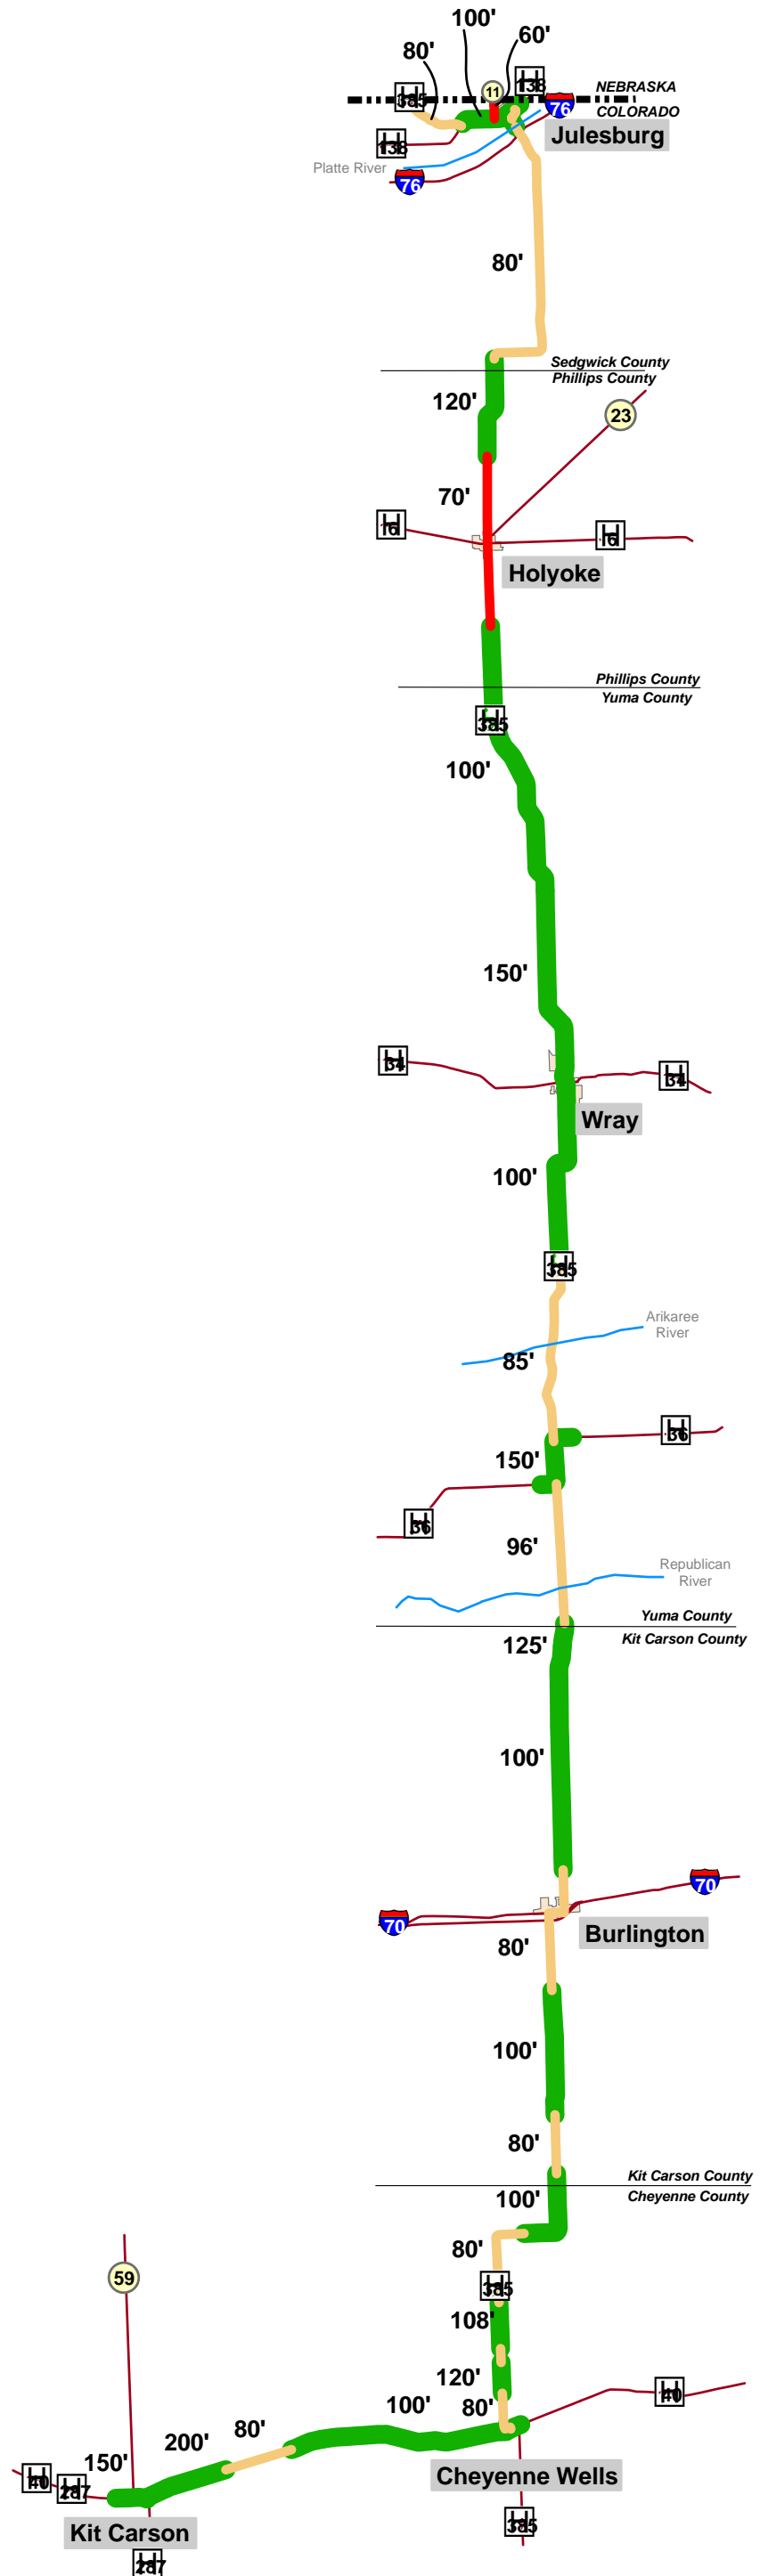 100'
60'
80'
11
138
385
NEBRASKA
COLORADO
76
Julesburg
138
Platte River
76
80'
Sedgwick County
Phillips County
120'
23
70'
6
6
Holyoke
Phillips County
Yuma County
385
100'
150'
34
34
Wray
100'
385
Arikaree
River
85'
36
150'
36
96'
Republican
River
Yuma County
Kit Carson County
125'
100'
70
70
Burlington
80'
100'
80'
Kit Carson County
Cheyenne County
100'
80'
59
385
108'
120'
40
100'
80'
80'
200'
150'
Cheyenne Wells
40
287
385
Kit Carson
287